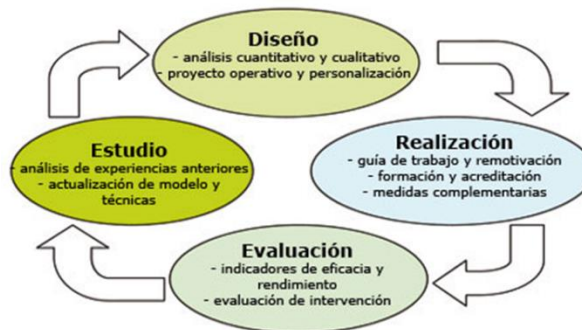 Diseño
- análisis cuantitativo y cualitativo
- proyecto operativo y personalización
Estudio
- análisis de experiencias anteriores
- actualización de modelo y
técnicas
Realización
- guía de trabajo y remotivación
- formación y acreditación
- medidas complementarias
Evaluación
- indicadores de eficacia y
rendimiento
- evaluación de intervención